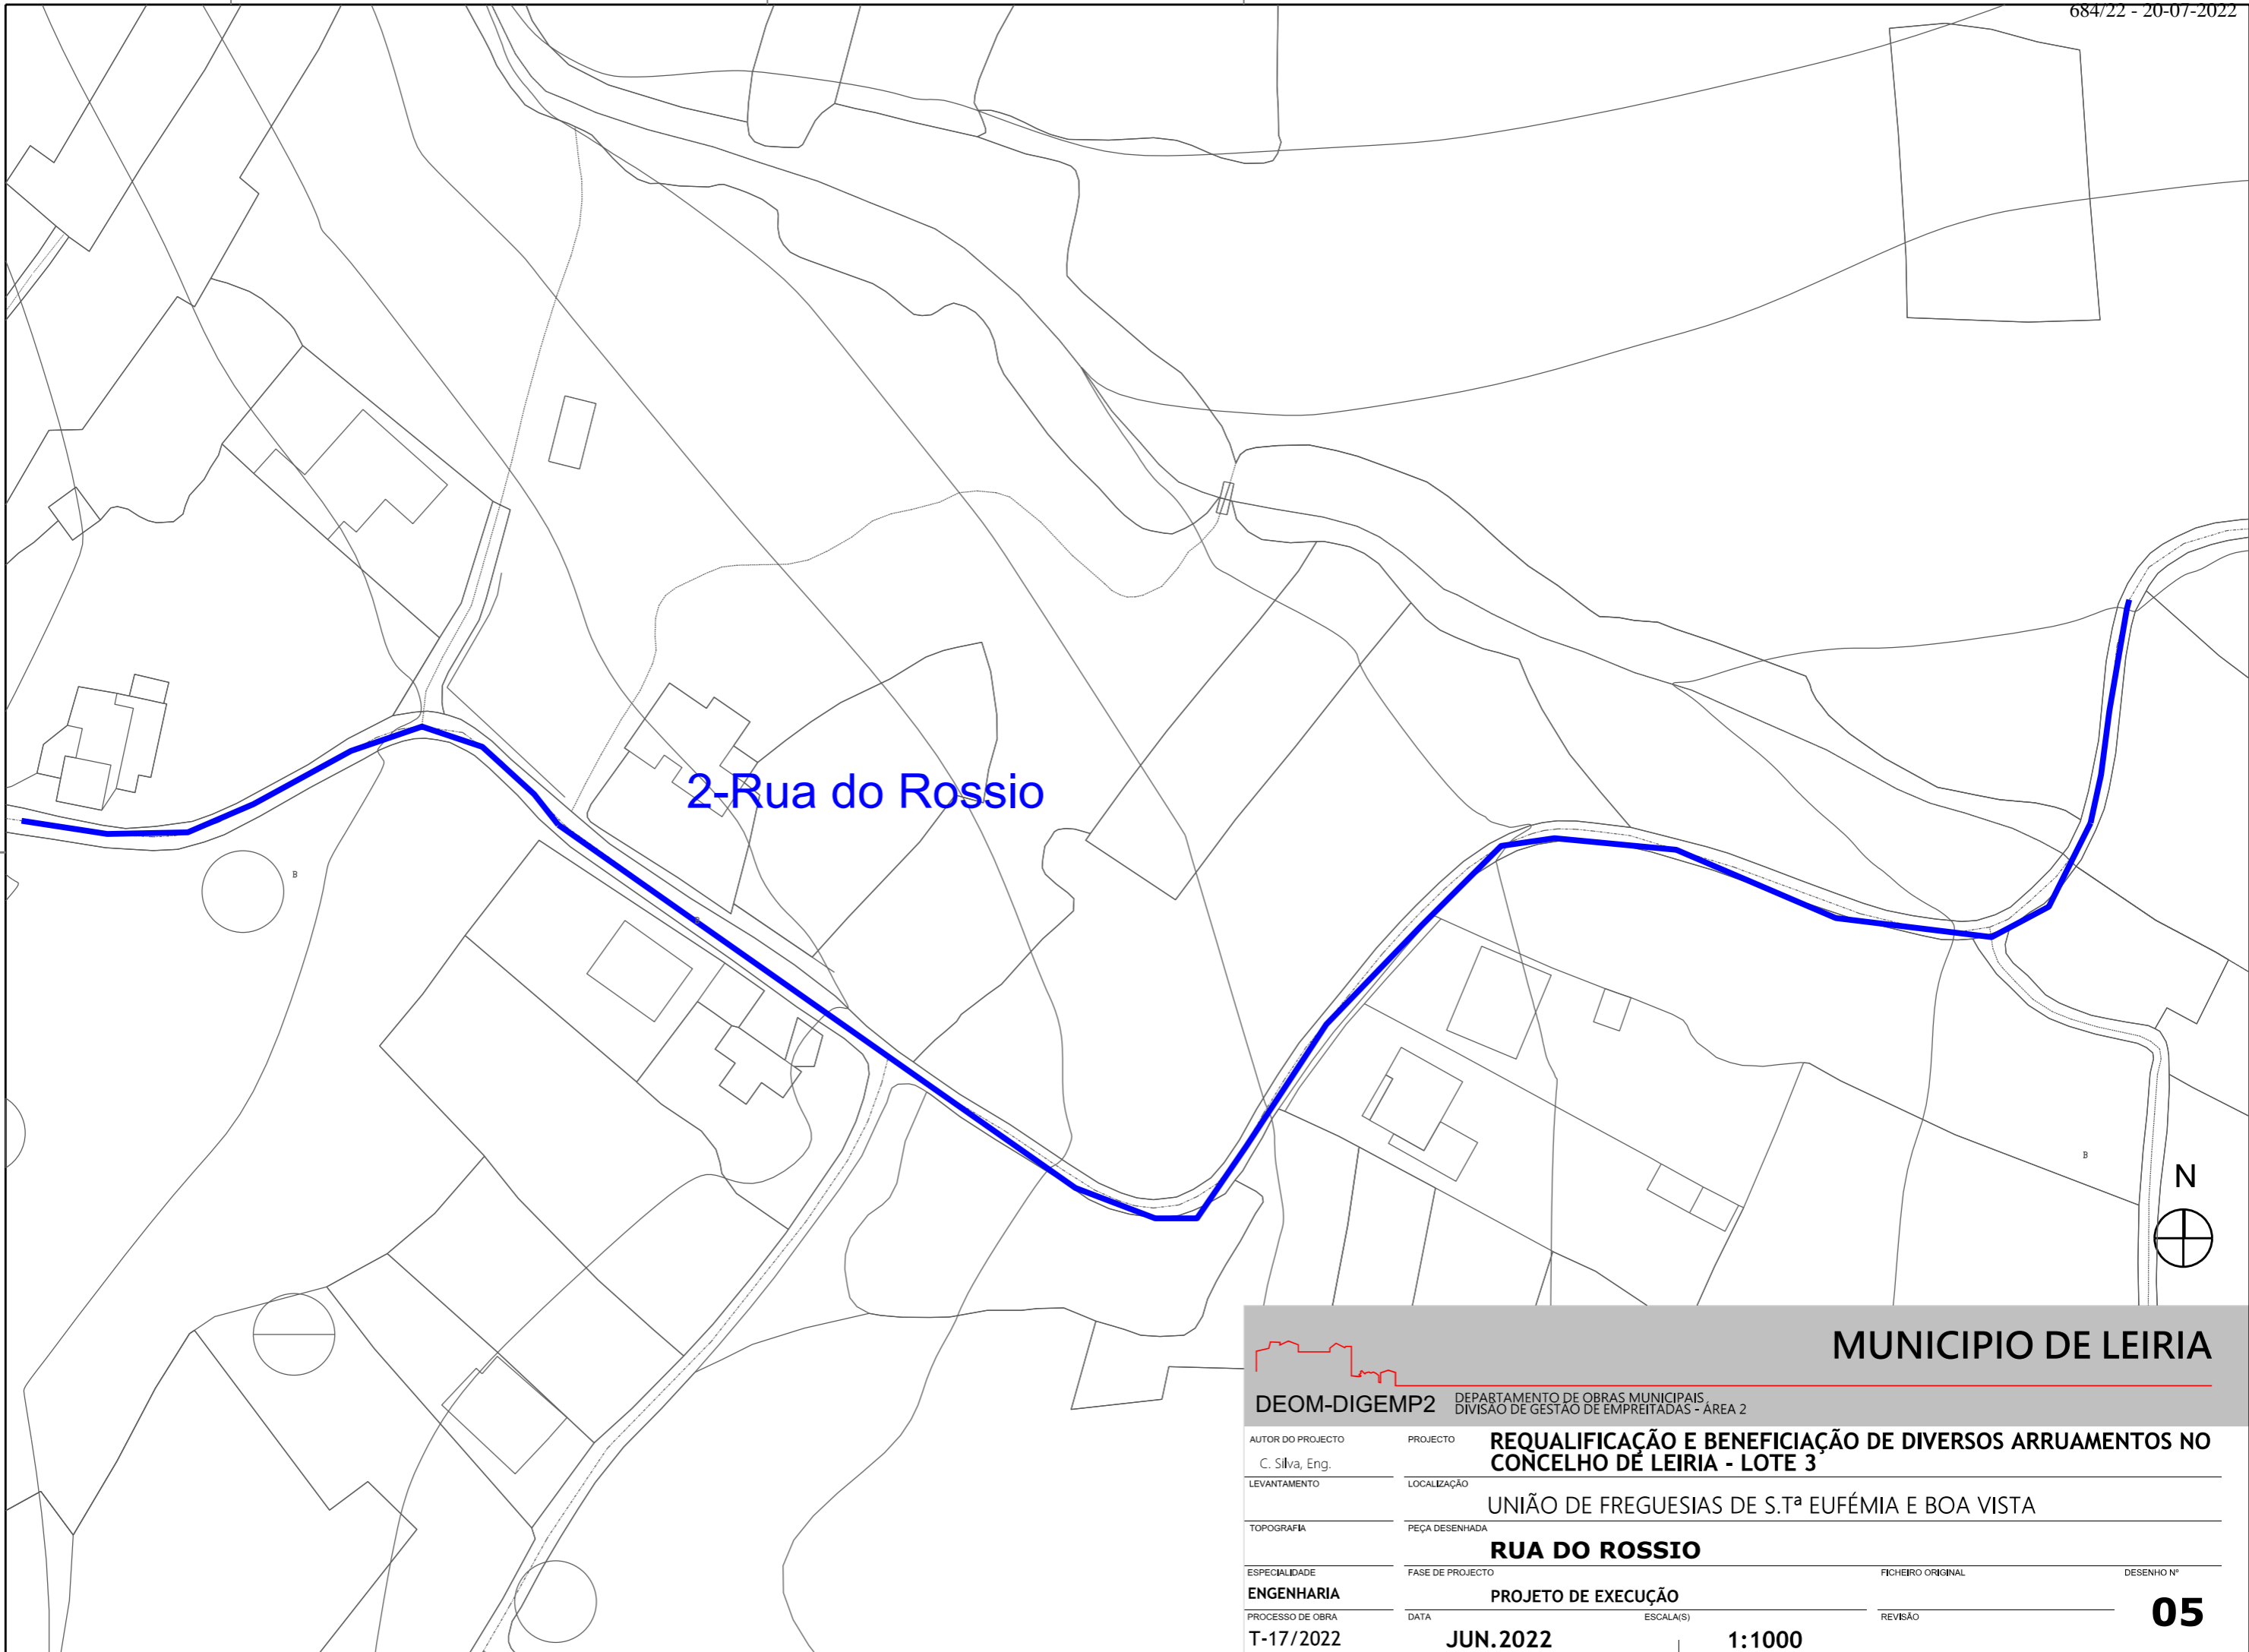 684/22 - 20-07-2022
2-Rua do Rossio
B
B
B
N
MUNICIPIO DE LEIRIA
DEOM-DIGEMP2
DEPARTAMENTO DE OBRAS MUNICIPAIS
DIVISÃO DE GESTÃO DE EMPREITADAS - ÁREA 2
AUTOR DO PROJECTO
C. Silva, Eng.
PROJECTO
REQUALIFICAÇÃO E BENEFICIAÇÃO DE DIVERSOS ARRUAMENTOS NO
CONCELHO DE LEIRIA - LOTE 3
LEVANTAMENTO
LOCALIZAÇÃO
UNIÃO DE FREGUESIAS DE S.Tª EUFÉMIA E BOA VISTA
TOPOGRAFIA
PEÇA DESENHADA
RUA DO ROSSIO
ESPECIALIDADE
ENGENHARIA
FASE DE PROJECTO
PROJETO DE EXECUÇÃO
FICHEIRO ORIGINAL
DESENHO Nº
05
PROCESSO DE OBRA
T-17/2022
DATA
JUN.2022
ESCALA(S)
1:1000
REVISÃO